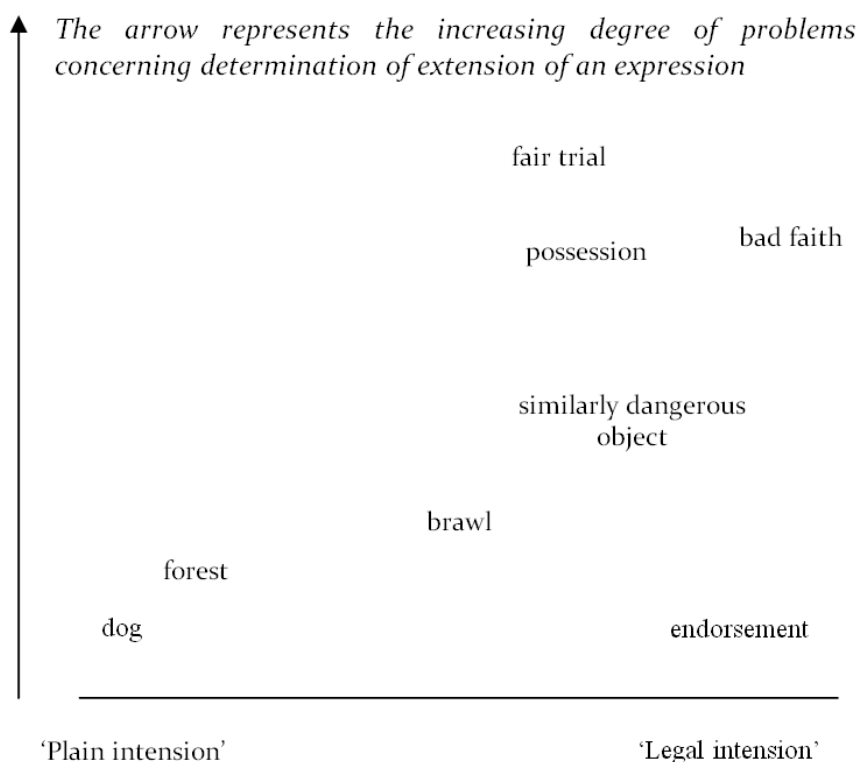 The arrow represents the increasing degree of problems
concerning determination of extension of an expression
fair trial
bad faith
possession
similarly dangerous
object
brawl
forest
dog
endorsement
‘Plain intension’
‘Legal intension’